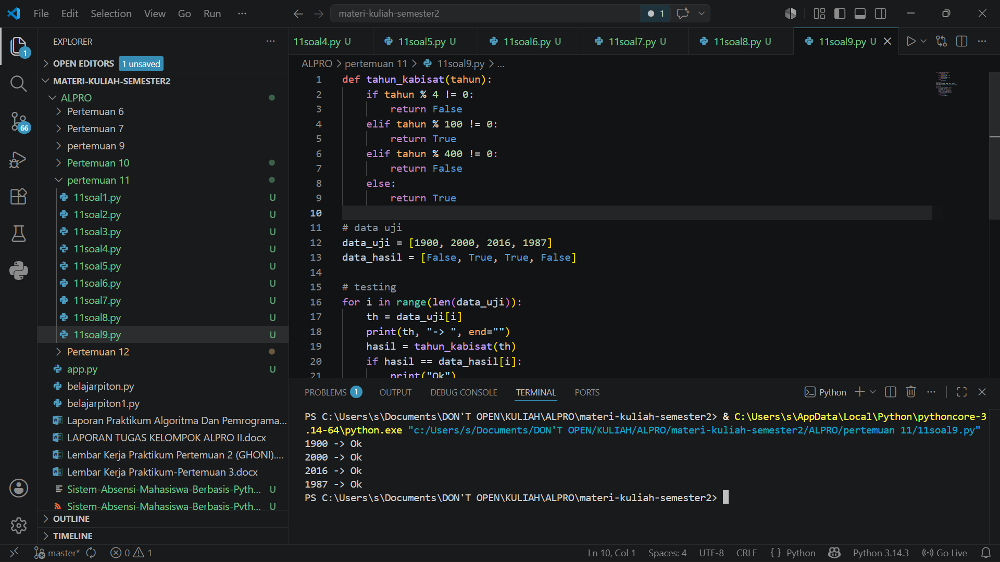 File Edit Selection View Go Run ···
materi-kuliah-semester2
1
EXPLORER ···
OPEN EDITORS 1 unsaved
MATERI-KULIAH-SEMESTER2
ALPRO
Pertemuan 6
Pertemuan 7
pertemuan 9
Pertemuan 10
pertemuan 11
11soal1.py U
11soal2.py U
11soal3.py U
11soal4.py U
11soal5.py U
11soal6.py U
11soal7.py U
11soal8.py U
11soal9.py U
Pertemuan 12
app.py U
belajarpiton.py
belajarpiton1.py
Laporan Praktikum Algoritma Dan Pemrograma...
LAPORAN TUGAS KELOMPOK ALPRO II.docx
Lembar Kerja Praktikum Pertemuan 2 (GHONI)....
Lembar Kerja Praktikum-Pertemuan 3.docx
Sistem-Absensi-Mahasiswa-Berbasis-Pyth... U
Sistem-Absensi-Mahasiswa-Berbasis-Pyth... U
OUTLINE
TIMELINE
1
66
11soal4.py U 11soal5.py U 11soal6.py U 11soal7.py U 11soal8.py U 11soal9.py U
ALPRO > pertemuan 11 > 11soal9.py > ...
1 def tahun_kabisat(tahun):
2 if tahun % 4 != 0:
3 return False
4 elif tahun % 100 != 0:
5 return True
6 elif tahun % 400 != 0:
7 return False
8 else:
9 return True
10
11 # data uji
12 data_uji = [1900, 2000, 2016, 1987]
13 data_hasil = [False, True, True, False]
14
15 # testing
16 for i in range(len(data_uji)):
17 th = data_uji[i]
18 print(th, "-> ", end="")
19 hasil = tahun_kabisat(th)
20 if hasil == data_hasil[i]:
21 print("Ok")
PROBLEMS 1 OUTPUT DEBUG CONSOLE TERMINAL PORTS Python
PS C:\Users\s\Documents\DON'T OPEN\KULIAH\ALPRO\materi-kuliah-semester2> & C:\Users\s\AppData\Local\Python\pythoncore-3
.14-64\python.exe "c:/Users/s/Documents/DON'T OPEN/KULIAH/ALPRO/materi-kuliah-semester2/ALPRO/pertemuan 11/11soal9.py"
1900 -> Ok
2000 -> Ok
2016 -> Ok
1987 -> Ok
PS C:\Users\s\Documents\DON'T OPEN\KULIAH\ALPRO\materi-kuliah-semester2>
master* 0 1 Ln 10, Col 1 Spaces: 4 UTF-8 CRLF { } Python Python 3.14.3 Go Live